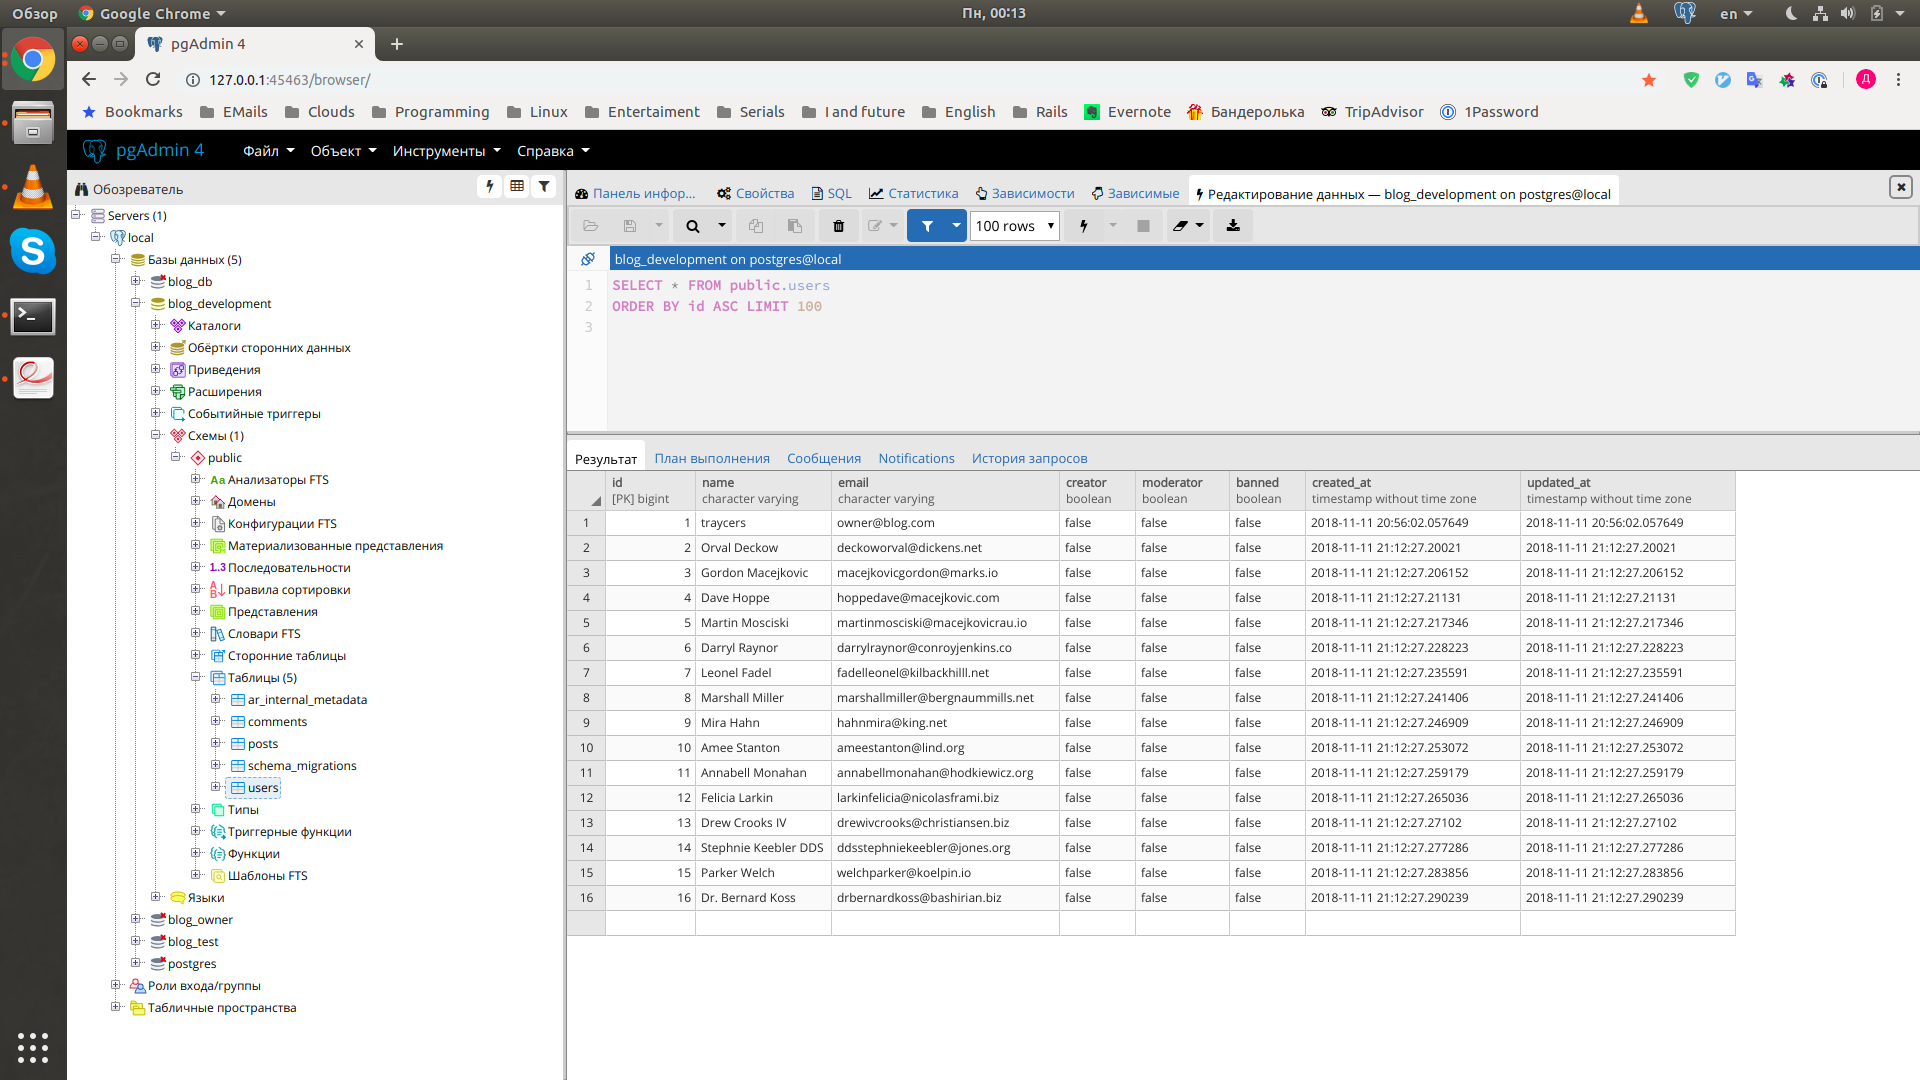 Обзор Google Chrome Пн, 00:13 en
pgAdmin 4
127.0.0.1:45463/browser/ Д
Bookmarks EMails Clouds Programming Linux Entertaiment Serials I and future English Rails Evernote Бандеролька TripAdvisor 1Password
pgAdmin 4 Файл Объект Инструменты Справка
Обозреватель
Servers (1)
local
Базы данных (5)
blog_db
blog_development
Каталоги
Обёртки сторонних данных
Приведения
Расширения
Событийные триггеры
Схемы (1)
public
Aa Анализаторы FTS
Домены
Конфигурации FTS
Материализованные представления
1..3 Последовательности
Правила сортировки
Представления
Словари FTS
Сторонние таблицы
Таблицы (5)
ar_internal_metadata
comments
posts
schema_migrations
users
Типы
Триггерные функции
Функции
Шаблоны FTS
Языки
blog_owner
blog_test
postgres
Роли входа/группы
Табличные пространства
Панель инфор... Свойства SQL Статистика Зависимости Зависимые Редактирование данных — blog_development on postgres@local
100 rows
blog_development on postgres@local
1 SELECT * FROM public.users
2 ORDER BY id ASC LIMIT 100
3
Результат План выполнения Сообщения Notifications История запросов
id name email creator moderator banned created_at updated_at
[PK] bigint character varying character varying boolean boolean boolean timestamp without time zone timestamp without time zone
1 1 traycers owner@blog.com false false false 2018-11-11 20:56:02.057649 2018-11-11 20:56:02.057649
2 2 Orval Deckow deckoworval@dickens.net false false false 2018-11-11 21:12:27.20021 2018-11-11 21:12:27.20021
3 3 Gordon Macejkovic macejkovicgordon@marks.io false false false 2018-11-11 21:12:27.206152 2018-11-11 21:12:27.206152
4 4 Dave Hoppe hoppedave@macejkovic.com false false false 2018-11-11 21:12:27.21131 2018-11-11 21:12:27.21131
5 5 Martin Mosciski martinmosciski@macejkovicrau.io false false false 2018-11-11 21:12:27.217346 2018-11-11 21:12:27.217346
6 6 Darryl Raynor darrylraynor@conroyjenkins.co false false false 2018-11-11 21:12:27.228223 2018-11-11 21:12:27.228223
7 7 Leonel Fadel fadelleonel@kilbackhilll.net false false false 2018-11-11 21:12:27.235591 2018-11-11 21:12:27.235591
8 8 Marshall Miller marshallmiller@bergnaummills.net false false false 2018-11-11 21:12:27.241406 2018-11-11 21:12:27.241406
9 9 Mira Hahn hahnmira@king.net false false false 2018-11-11 21:12:27.246909 2018-11-11 21:12:27.246909
10 10 Amee Stanton ameestanton@lind.org false false false 2018-11-11 21:12:27.253072 2018-11-11 21:12:27.253072
11 11 Annabell Monahan annabellmonahan@hodkiewicz.org false false false 2018-11-11 21:12:27.259179 2018-11-11 21:12:27.259179
12 12 Felicia Larkin larkinfelicia@nicolasframi.biz false false false 2018-11-11 21:12:27.265036 2018-11-11 21:12:27.265036
13 13 Drew Crooks IV drewivcrooks@christiansen.biz false false false 2018-11-11 21:12:27.27102 2018-11-11 21:12:27.27102
14 14 Stephnie Keebler DDS ddsstephniekeebler@jones.org false false false 2018-11-11 21:12:27.277286 2018-11-11 21:12:27.277286
15 15 Parker Welch welchparker@koelpin.io false false false 2018-11-11 21:12:27.283856 2018-11-11 21:12:27.283856
16 16 Dr. Bernard Koss drbernardkoss@bashirian.biz false false false 2018-11-11 21:12:27.290239 2018-11-11 21:12:27.290239